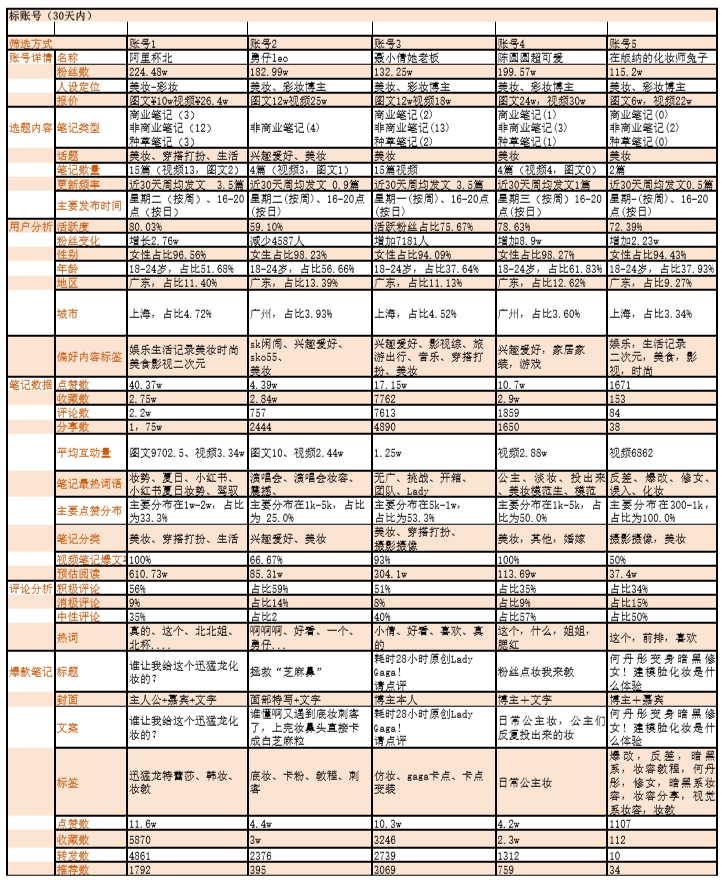 标账号（30天内）
筛选方式 账号1 账号2 账号3 账号4 账号5
账号详情 名称 阿里杯北 勇仔leo 聂小倩她老板 陈圆圆超可爱 在版纳的化妆师兔子
粉丝数 224.48w 182.99w 132.25w 199.57w 115.2w
人设定位 美妆-彩妆 美妆、彩妆博主 美妆、彩妆博主 美妆、彩妆博主 美妆、彩妆博主
报价 图文¥10w视频¥26.4w 图文12w视频25w 图文12w视频18w 图文24w，视频30w 图文6w，视频22w
选题内容 笔记类型 商业笔记（3） 非商业笔记(4) 商业笔记(2) 商业笔记(1) 商业笔记(0)
非商业笔记（12） 非商业笔记(13) 非商业笔记(3) 非商业笔记(2)
种草笔记（3） 种草笔记(2) 种草笔记(1) 种草笔记(0)
话题 美妆、穿搭打扮、生活 兴趣爱好、美妆 美妆 美妆 美妆
笔记数量 15篇（视频13，图文2） 4篇（视频3，图文1） 15篇视频 4篇（视频4，图文0） 2篇
更新频率 近30天周均发文 3.5篇 近30天周均发文 0.9篇 近30天周均发文 3.5篇 近30天周均发文1篇 近30天周均发文0.5篇
主要发布时间 星期二（按周）、16-20 星期二(按周)、16-20点 星期一(按周)、16-20点 星期三（按周）16-20点 星期-(按周)、16-20点
点（按日） (按日) (按日) (按日) (按日)
用户分析 活跃度 80.03% 59.10% 活跃粉丝占比75.67% 78.63% 72.39%
粉丝变化 增长2.76w 减少4587人 增加7181人 增加8.9w 增加2.23w
性别 女性占比96.56% 女生占比98.23% 女性占比94.09% 女性占比98.27% 女性占比94.43%
年龄 18-24岁，占比51.68% 18-24岁，占比56.66% 18-24岁，占比37.64% 18-24岁，占比61.83% 18-24岁，占比37.93%
地区 广东，占比11.40% 广东，占比13.39% 广东，占比11.13% 广东，占比12.62% 广东，占比9.27%
城市 上海，占比4.72% 广州，占比3.93% 上海，占比4.52% 广州，占比3.60% 上海，占比3.34%
偏好内容标签 娱乐生活记录美妆时尚 sk闲闻、兴趣爱好、 兴趣爱好、影视综、旅 兴趣爱好，家居家 娱乐，生活记录
美食影视二次元 sko55、 游出行、音乐、穿搭打 装，游戏 二次元，美食，影
美妆 扮、美妆 视，时尚
笔记数据 点赞数 40.37w 4.39w 17.15w 10.7w 1671
收藏数 2.75w 2.84w 7762 2.9w 153
评论数 2.2w 757 7613 1859 84
分享数 1，75w 2444 4890 1650 38
平均互动量 图文9702.5、视频3.34w 图文10、视频2.44w 1.25w 视频2.88w 视频6862
笔记最热词语 妆势、夏日、小红书、 演唱会、演唱会妆容、 无广、挑战、开箱、 公主、淡妆、投出来 反差、爆改、修女、
小红书夏日妆势、驾驭 震撼、 团队、Lady 、美妆模范生、模范 误入、化妆
主要点赞分布 主要分布在1w-2w，占比 主要分布在1k-5k，占比 主要分布在5k-1w， 主要分布在1k-5k，占 主要分布在300-1k，
为33.3% 为 25.0% 占比为53.3% 比为50.0% 占比为100.0%
笔记分类 美妆、穿搭打扮、生活 兴趣爱好、美妆 美妆、穿搭打扮、 美妆，其他，婚嫁 摄影摄像，美妆
摄影摄像
视频笔记爆文 100% 66.67% 93% 100% 50%
预估阅读 610.73w 85.31w 304.1w 113.69w 37.4w
评论分析 积极评论 56% 占比59% 51% 占比35% 占比34%
消极评论 9% 占比14% 8% 占比9% 占比15%
中性评论 35% 占比2 40% 占比57% 占比50%
热词 真的、这个、北北姐、 啊啊啊、好看、一个、 小倩、好看、喜欢、真 这个，什么，姐姐， 这个，前排，喜欢
北杯.... 勇仔... 的 腮红
爆款笔记 标题 谁让我给这个迅猛龙化 拯救“芝麻鼻” 耗时28小时原创Lady 粉丝点妆我来教 何丹彤变身暗黑修
妆的？ Gaga! 女！建模脸化妆是什
请点评 么体验
封面 主人公+嘉宾+文字 面部特写+文字 博主本人 博主＋文字 博主＋嘉宾
文案 谁让我给这个迅猛龙化 谁懂啊又遇到底妆刺客 耗时28小时原创Lady 日常公主妆，公主们 何丹彤变身暗黑修
妆的？ 了，上完妆鼻头直接卡 Gaga! 反复投出来的妆 女！建模脸化妆是什
成白芝麻粒 请点评 么体验
标签 迅猛龙特蕾莎、韩妆、 底妆、卡粉、教程、刺 仿妆、gaga卡点、卡点 日常公主妆 爆改，反差，暗黑
妆教 客 变装 系，妆容教程，何丹
彤，修女，暗黑系妆
容，妆容分享，视觉
系妆容，妆教
点赞数 11.6w 4.4w 10.3w 4.2w 1107
收藏数 5870 3w 3246 2.3w 112
转发数 4861 2376 2739 1312 10
推荐数 1792 395 3069 759 34